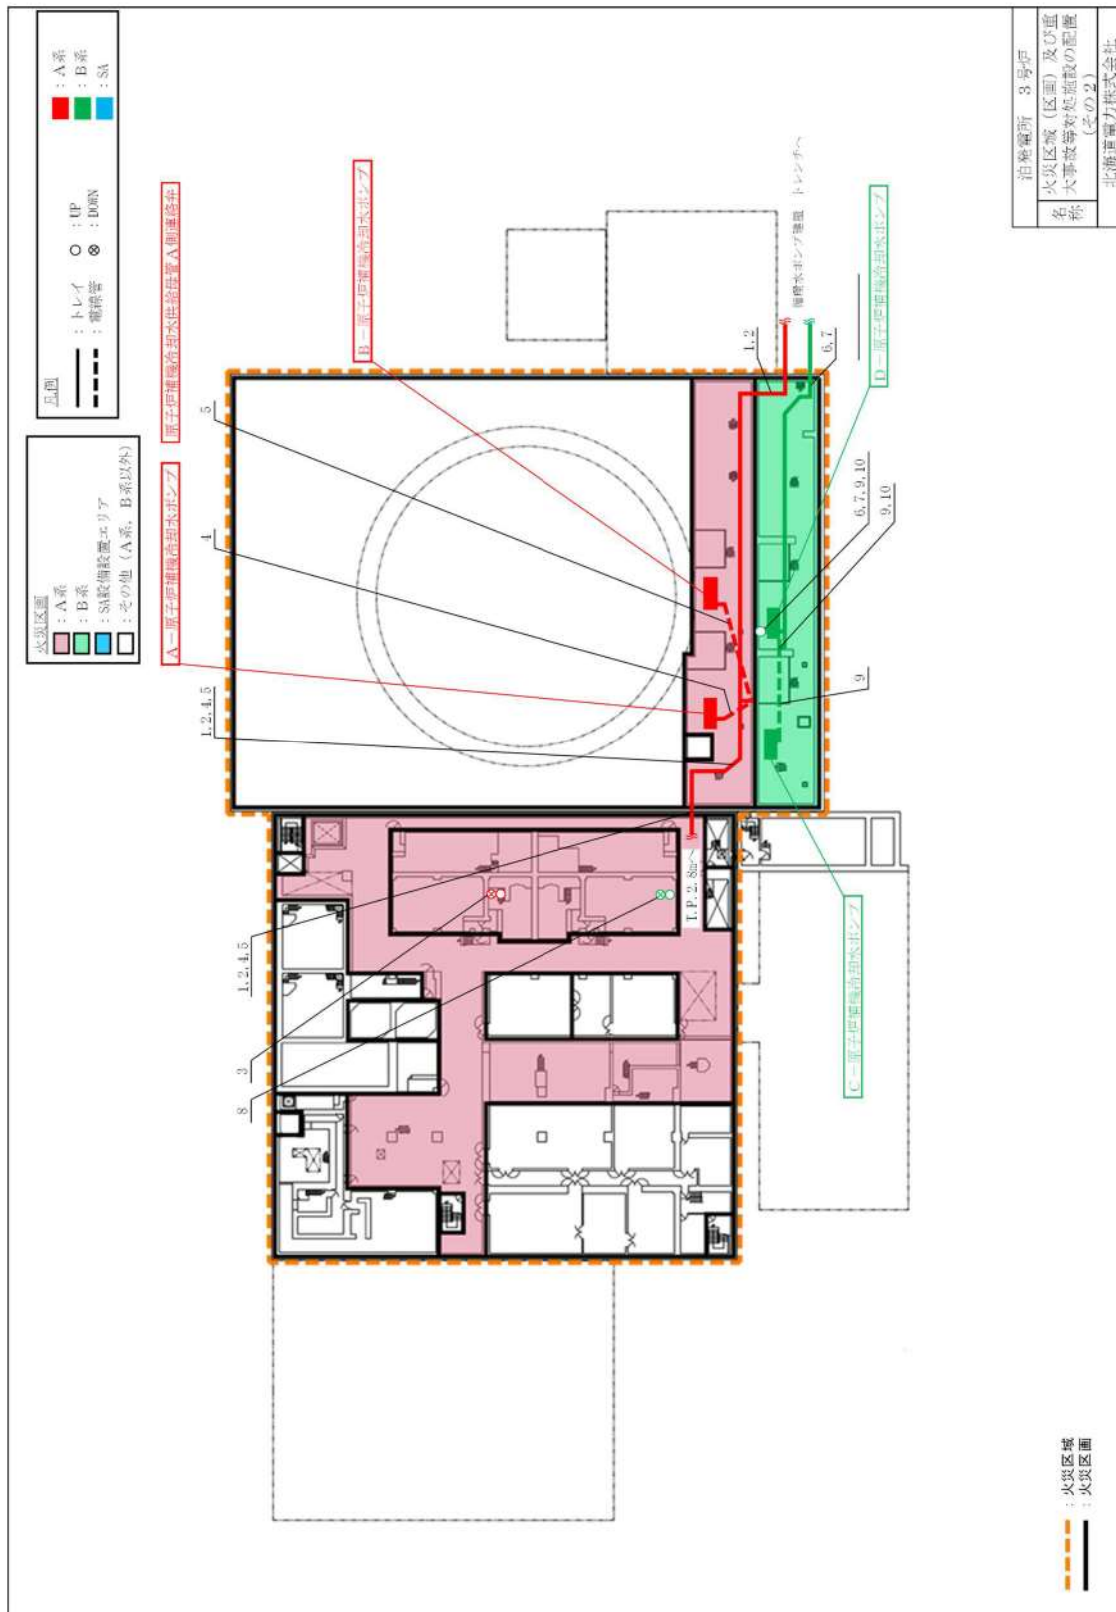 火災区画
：A系
：B系
：SA設備設置エリア
：その他（A系，B系以外）
凡例
：トレイ
：電線管
○：UP
⊗：DOWN
：A系
：B系
：SA
A－原子炉補機冷却水ポンプ
原子炉補機冷却水供給母管A側連絡弁
B－原子炉補機冷却水ポンプ
1,2,4,5
4
5
3
8
1,2,4,5
T.P.2.8mへ
1,2
6,7
循環水ポンプ建屋 トレンチへ
6,7,9,10
9,10
9
C－原子炉補機冷却水ポンプ
D－原子炉補機冷却水ポンプ
：火災区域
：火災区画
泊発電所 3号炉
名称
火災区域（区画）及び重
大事故等対処施設の配置
（その2）
北海道電力株式会社